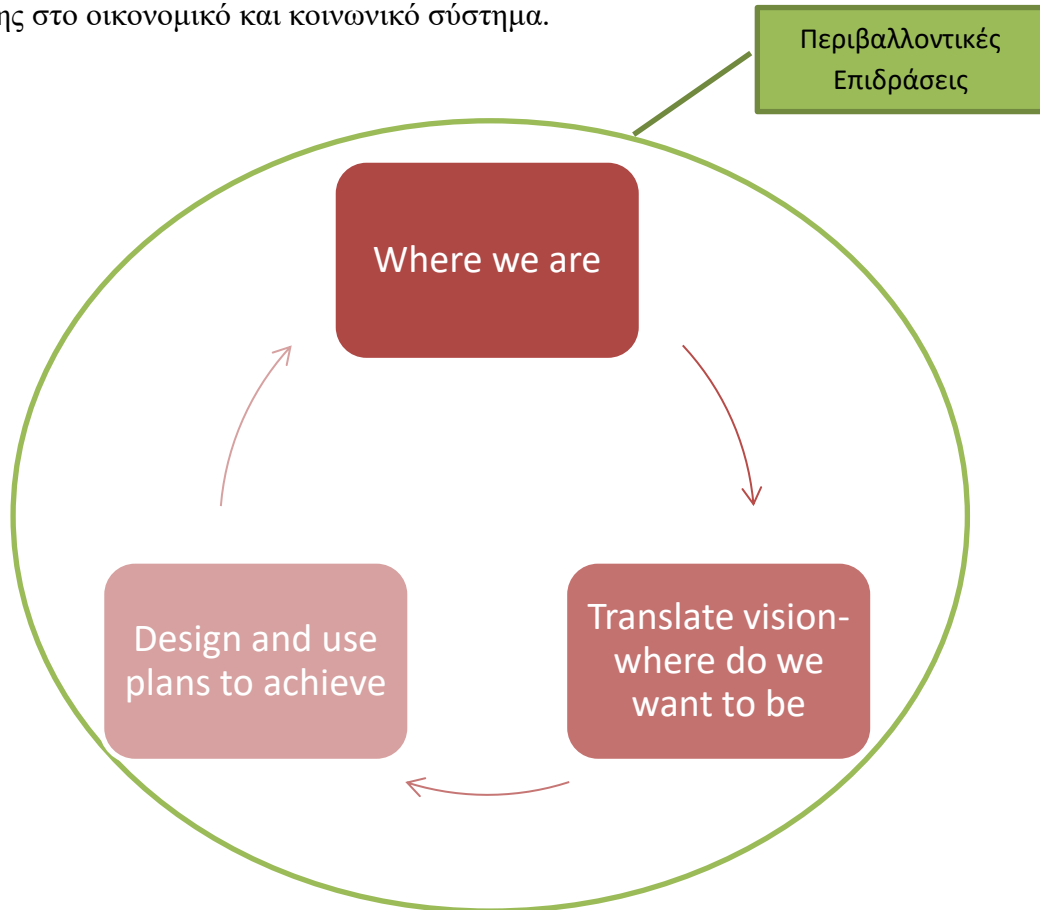 ης στο οικονομικό και κοινωνικό σύστημα.
Περιβαλλοντικές
Επιδράσεις
Where we are
Translate vision-
where do we
want to be
Design and use
plans to achieve